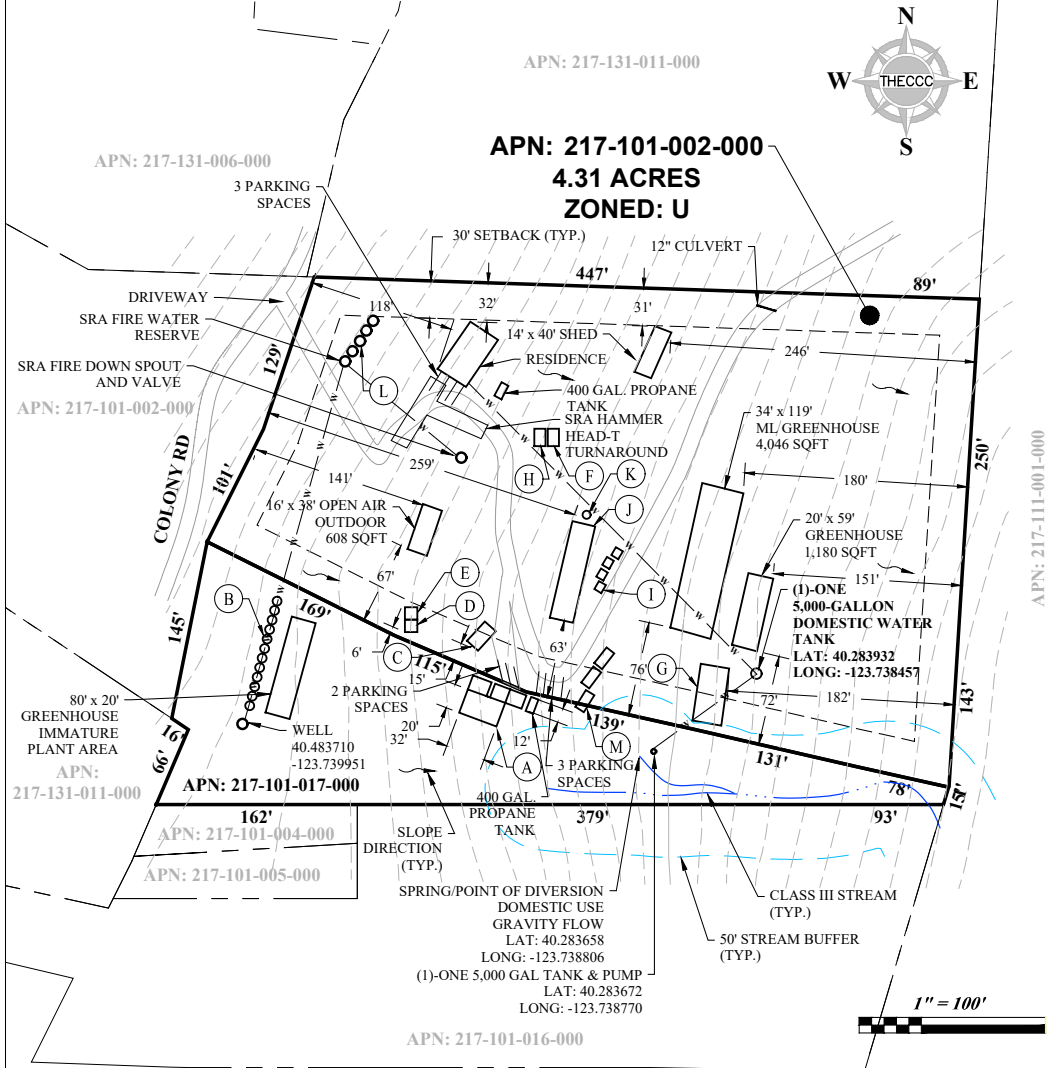 N
W
THECCC
E
S
APN: 217-131-011-000
APN: 217-101-002-000
4.31 ACRES
ZONED: U
APN: 217-131-006-000
3 PARKING
SPACES
30' SETBACK (TYP.)
12" CULVERT
447'
89'
DRIVEWAY
118'
32'
31'
SRA FIRE WATER
RESERVE
14' x 40' SHED
246'
129'
RESIDENCE
SRA FIRE DOWN SPOUT
AND VALVE
L
400 GAL. PROPANE
TANK
APN: 217-101-002-000
SRA HAMMER
HEAD-T
TURNAROUND
34' x 119'
ML GREENHOUSE
4,046 SQFT
250'
259'
H
F
K
101'
141'
180'
COLONY RD
16' x 38' OPEN AIR
OUTDOOR
608 SQFT
J
20' x 59'
GREENHOUSE
1,180 SQFT
APN: 217-111-001-000
67'
E
D
I
151'
(1)-ONE
5,000-GALLON
DOMESTIC WATER
TANK
LAT: 40.283932
LONG: -123.738457
B
169'
145'
6'
C
115'
15'
63'
76'
G
72'
182'
143'
80' x 20'
GREENHOUSE
IMMATURE
PLANT AREA
2 PARKING
SPACES
16'
20'
32'
12'
139'
M
131'
WELL
40.483710
-123.739951
66'
A
3 PARKING
SPACES
APN:
217-131-011-000
APN: 217-101-017-000
400 GAL.
PROPANE
TANK
78'
162'
379'
93'
APN: 217-101-004-000
SLOPE
DIRECTION
(TYP.)
APN: 217-101-005-000
SPRING/POINT OF DIVERSION
DOMESTIC USE
GRAVITY FLOW
LAT: 40.283658
LONG: -123.738806
CLASS III STREAM
(TYP.)
50' STREAM BUFFER
(TYP.)
(1)-ONE 5,000 GAL TANK & PUMP
LAT: 40.283672
LONG: -123.738770
1" = 100'
APN: 217-101-016-000